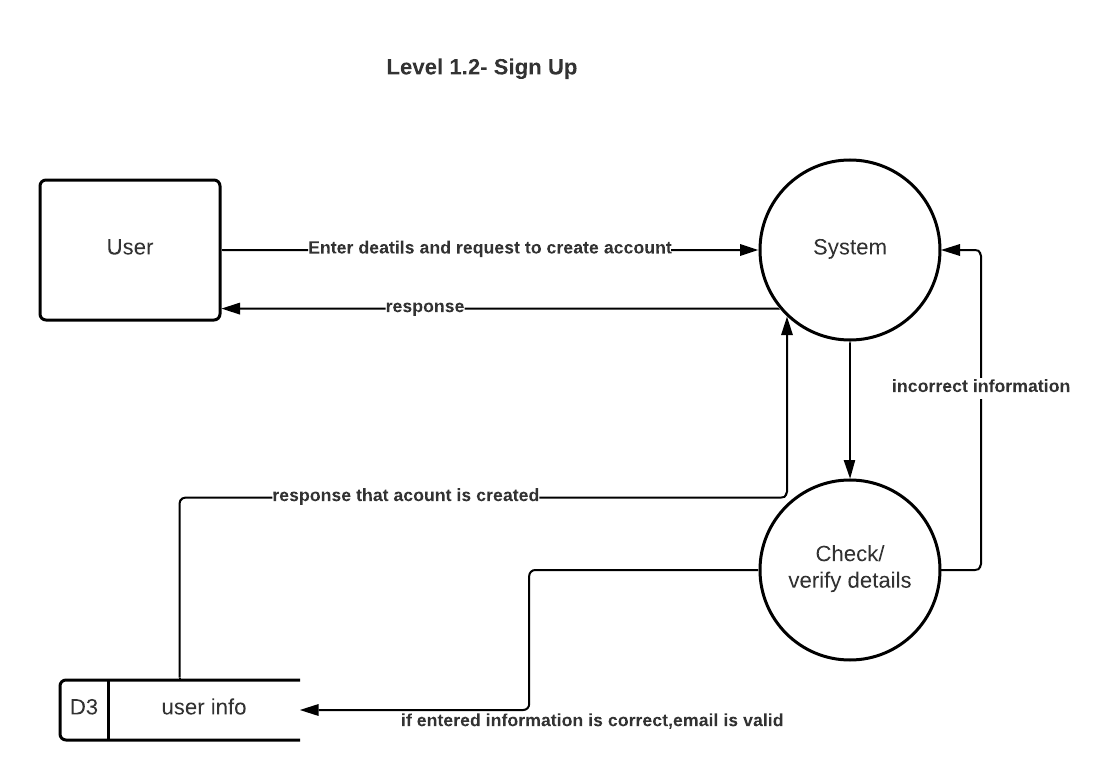 Level 1.2- Sign Up
User
Enter deatils and request to create account
System
response
incorrect information
response that acount is created
Check/
verify details
D3
user info
if entered information is correct,email is valid